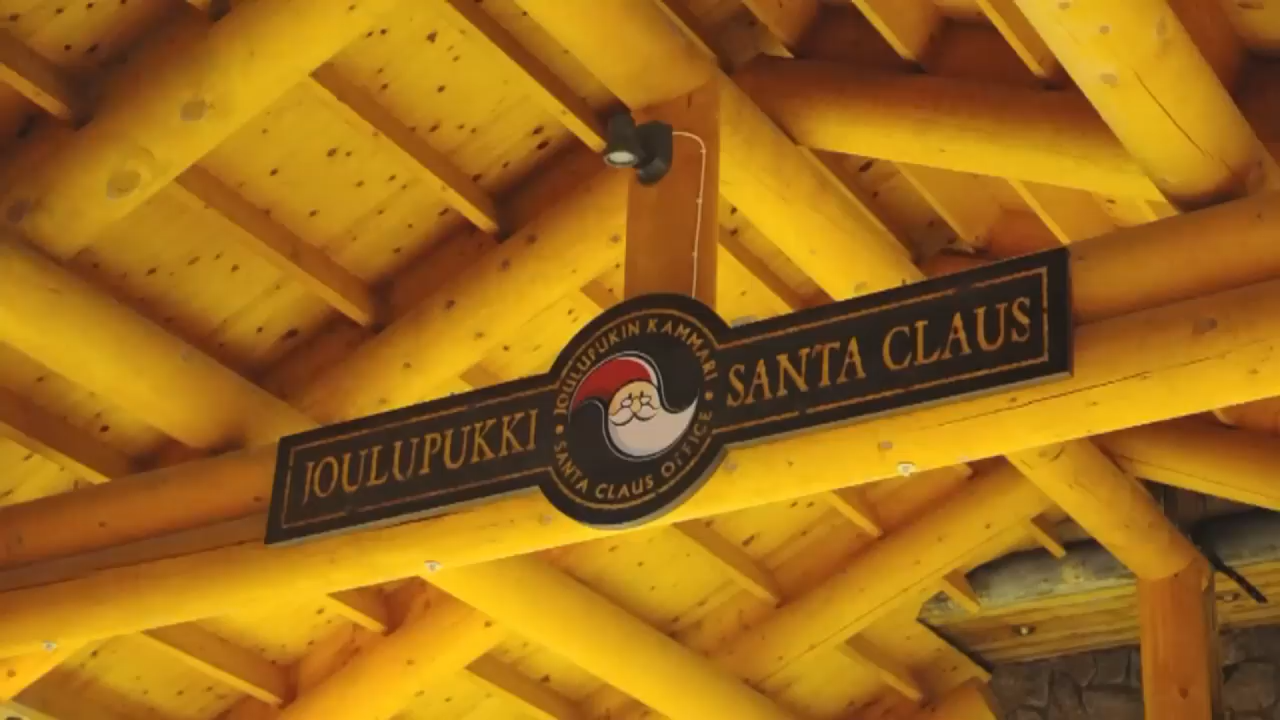 JOULUPUKKI
JOULUPUKIN KAMMARI
• SANTA CLAUS OFFICE •
SANTA CLAUS